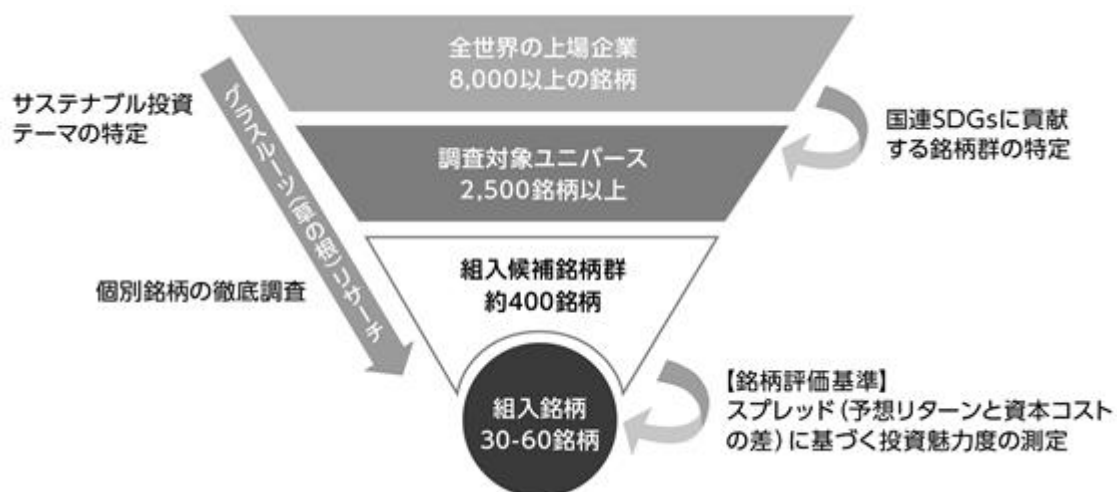 全世界の上場企業
8,000以上の銘柄
サステナブル投資
テーマの特定
グラスルーツ(草の根)リサーチ
国連SDGsに貢献
する銘柄群の特定
調査対象ユニバース
2,500銘柄以上
組入候補銘柄群
約400銘柄
個別銘柄の徹底調査
【銘柄評価基準】
スプレッド(予想リターンと資本コスト
の差)に基づく投資魅力度の測定
組入銘柄
30-60銘柄